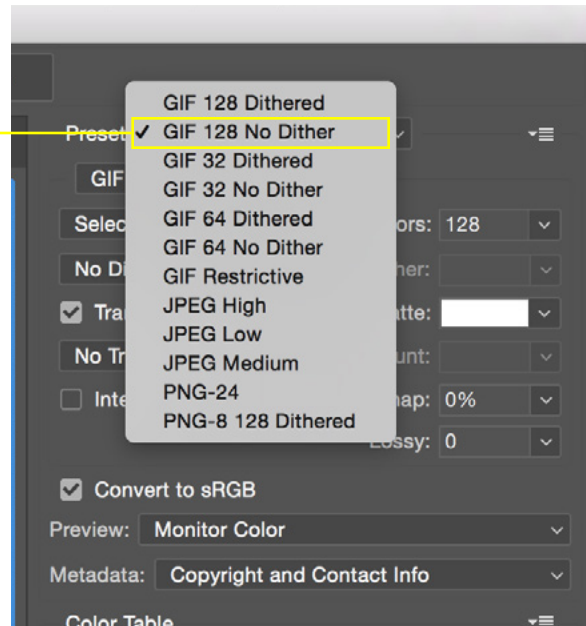 GIF 128 Dithered
Preset ✓ GIF 128 No Dither
GIF 32 Dithered
GIF
GIF 32 No Dither
Selec GIF 64 Dithered ors: 128
GIF 64 No Dither
No Di GIF Restrictive her:
Tra JPEG High atte:
JPEG Low
No Tr JPEG Medium unt:
Inte PNG-24 nap: 0%
PNG-8 128 Dithered
Lossy: 0
Convert to sRGB
Preview: Monitor Color
Metadata: Copyright and Contact Info
Color Table